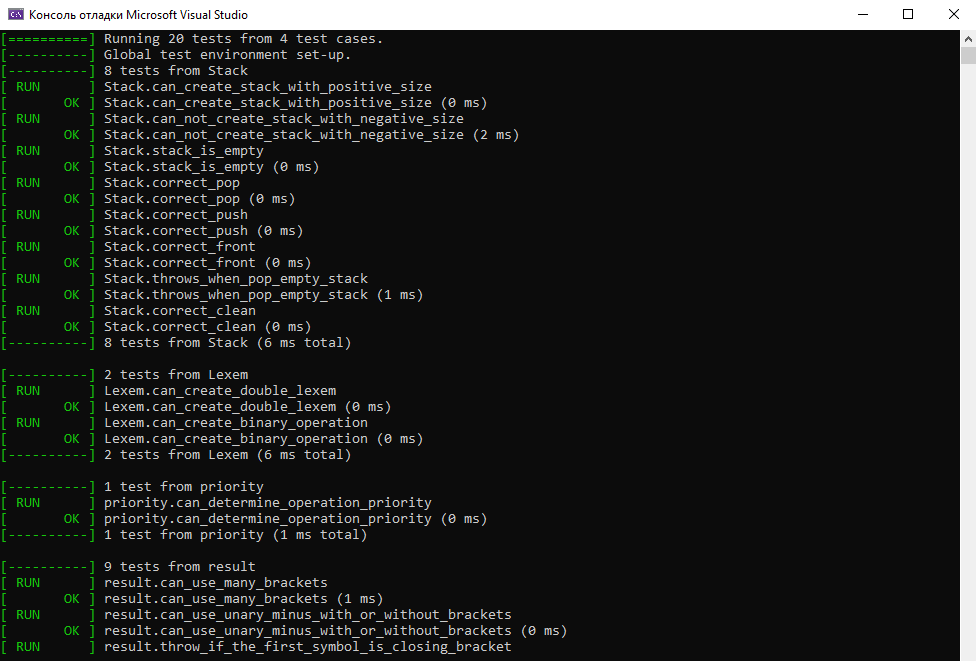 C:\ Консоль отладки Microsoft Visual Studio
[==========] Running 20 tests from 4 test cases.
[----------] Global test environment set-up.
[----------] 8 tests from Stack
[ RUN      ] Stack.can_create_stack_with_positive_size
[       OK ] Stack.can_create_stack_with_positive_size (0 ms)
[ RUN      ] Stack.can_not_create_stack_with_negative_size
[       OK ] Stack.can_not_create_stack_with_negative_size (2 ms)
[ RUN      ] Stack.stack_is_empty
[       OK ] Stack.stack_is_empty (0 ms)
[ RUN      ] Stack.correct_pop
[       OK ] Stack.correct_pop (0 ms)
[ RUN      ] Stack.correct_push
[       OK ] Stack.correct_push (0 ms)
[ RUN      ] Stack.correct_front
[       OK ] Stack.correct_front (0 ms)
[ RUN      ] Stack.throws_when_pop_empty_stack
[       OK ] Stack.throws_when_pop_empty_stack (1 ms)
[ RUN      ] Stack.correct_clean
[       OK ] Stack.correct_clean (0 ms)
[----------] 8 tests from Stack (6 ms total)
[----------] 2 tests from Lexem
[ RUN      ] Lexem.can_create_double_lexem
[       OK ] Lexem.can_create_double_lexem (0 ms)
[ RUN      ] Lexem.can_create_binary_operation
[       OK ] Lexem.can_create_binary_operation (0 ms)
[----------] 2 tests from Lexem (6 ms total)
[----------] 1 test from priority
[ RUN      ] priority.can_determine_operation_priority
[       OK ] priority.can_determine_operation_priority (0 ms)
[----------] 1 test from priority (1 ms total)
[----------] 9 tests from result
[ RUN      ] result.can_use_many_brackets
[       OK ] result.can_use_many_brackets (1 ms)
[ RUN      ] result.can_use_unary_minus_with_or_without_brackets
[       OK ] result.can_use_unary_minus_with_or_without_brackets (0 ms)
[ RUN      ] result.throw_if_the_first_symbol_is_closing_bracket